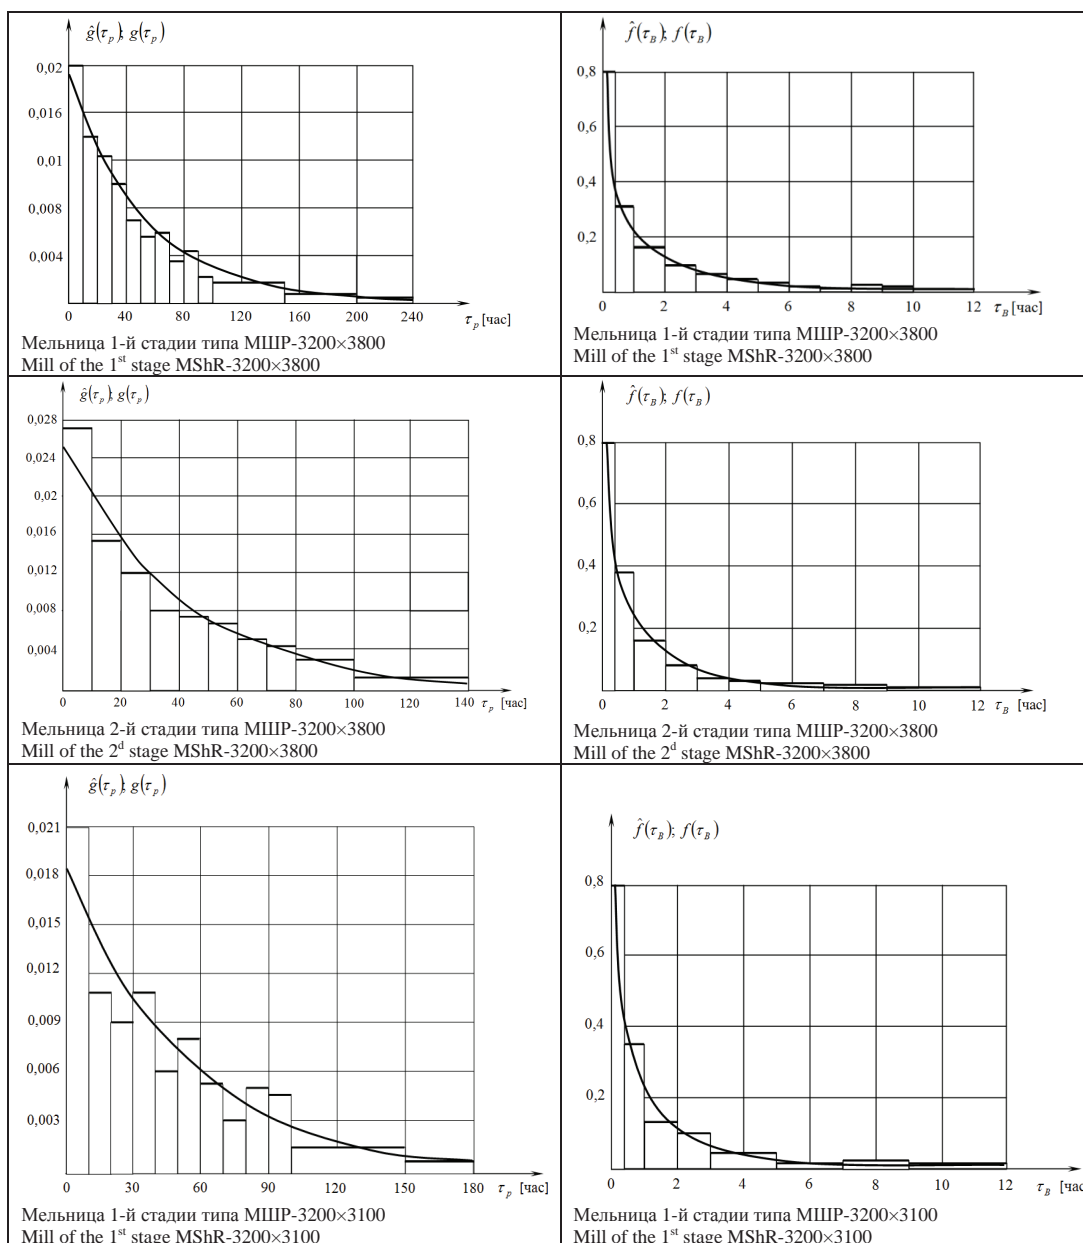 ĝ(τp); g(τp)
0,02
0,016
0,01
0,008
0,004
0 40 80 120 160 200 240 τp [час]
Мельница 1-й стадии типа МШР-3200×3800
Mill of the 1st stage MShR-3200×3800
f̂(τB); f(τB)
0,8
0,6
0,4
0,2
0 2 4 6 8 10 12 τB [час]
Мельница 1-й стадии типа МШР-3200×3800
Mill of the 1st stage MShR-3200×3800
ĝ(τp); g(τp)
0,028
0,024
0,02
0,016
0,012
0,008
0,004
0 20 40 60 80 100 120 140 τp [час]
Мельница 2-й стадии типа МШР-3200×3800
Mill of the 2d stage MShR-3200×3800
f̂(τB); f(τB)
0,8
0,6
0,4
0,2
0 2 4 6 8 10 12 τB [час]
Мельница 2-й стадии типа МШР-3200×3800
Mill of the 2d stage MShR-3200×3800
ĝ(τp); g(τp)
0,021
0,018
0,015
0,012
0,009
0,006
0,003
0 30 60 90 120 150 180 τp [час]
Мельница 1-й стадии типа МШР-3200×3100
Mill of the 1st stage MShR-3200×3100
f̂(τB); f(τB)
0,8
0,6
0,4
0,2
0 2 4 6 8 10 12 τB [час
Мельница 1-й стадии типа МШР-3200×3100
Mill of the 1st stage MShR-3200×3100